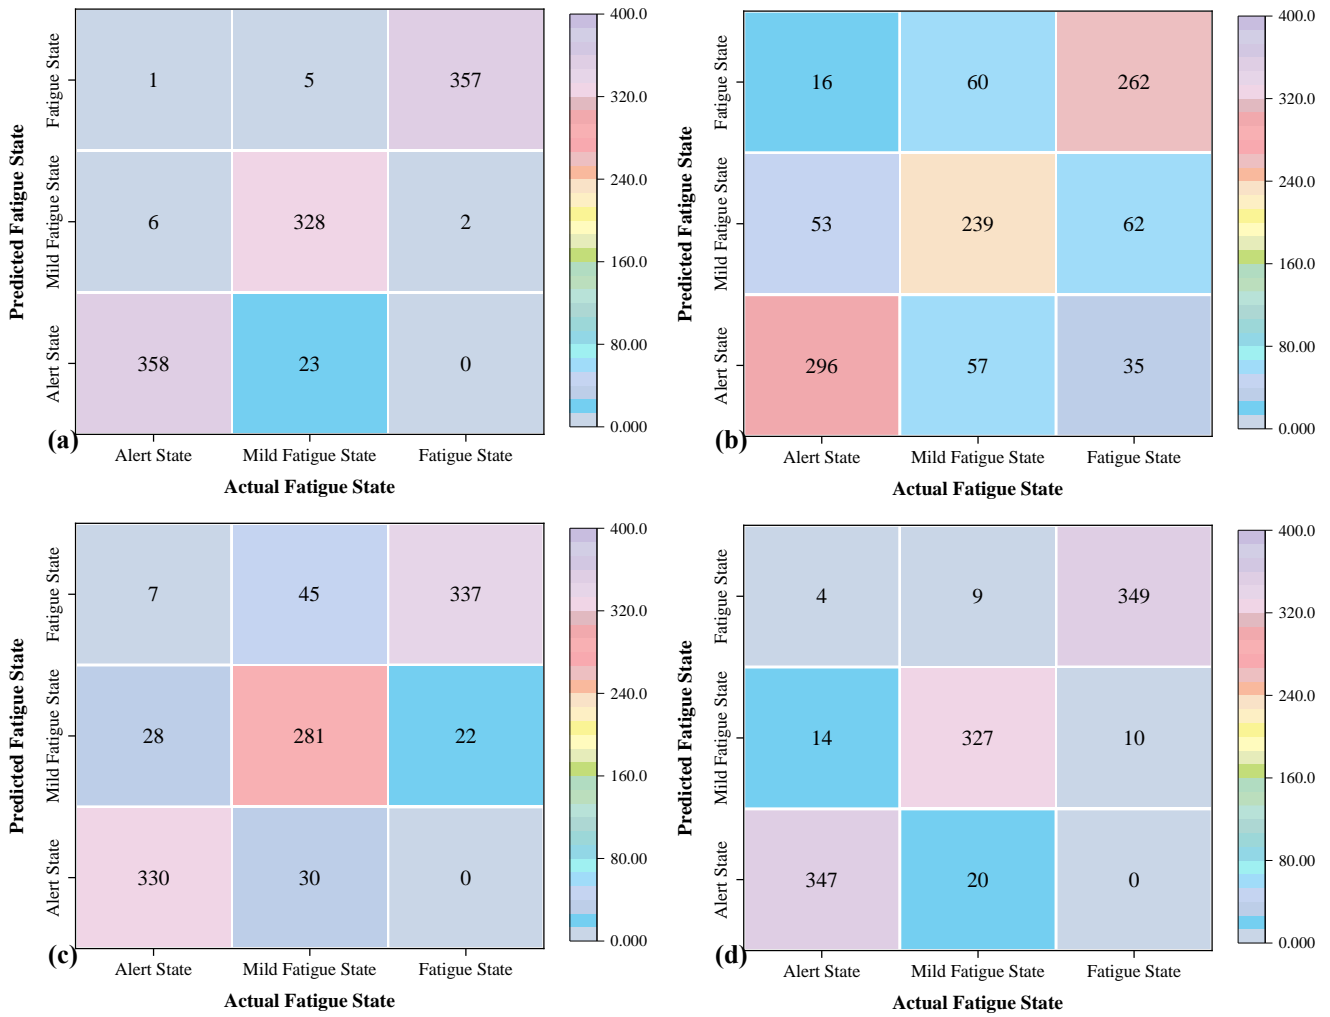 Predicted Fatigue State
Fatigue State
Mild Fatigue State
Alert State
1 5 357
6 328 2
358 23 0
400.0
320.0
240.0
160.0
80.00
0.000
(a)
Alert State Mild Fatigue State Fatigue State
Actual Fatigue State
Predicted Fatigue State
Fatigue State
Mild Fatigue State
Alert State
16 60 262
53 239 62
296 57 35
400.0
320.0
240.0
160.0
80.00
0.000
(b)
Alert State Mild Fatigue State Fatigue State
Actual Fatigue State
Predicted Fatigue State
Fatigue State
Mild Fatigue State
Alert State
7 45 337
28 281 22
330 30 0
400.0
320.0
240.0
160.0
80.00
0.000
(c)
Alert State Mild Fatigue State Fatigue State
Actual Fatigue State
Predicted Fatigue State
Fatigue State
Mild Fatigue State
Alert State
4 9 349
14 327 10
347 20 0
400.0
320.0
240.0
160.0
80.00
0.000
(d)
Alert State Mild Fatigue State Fatigue State
Actual Fatigue State